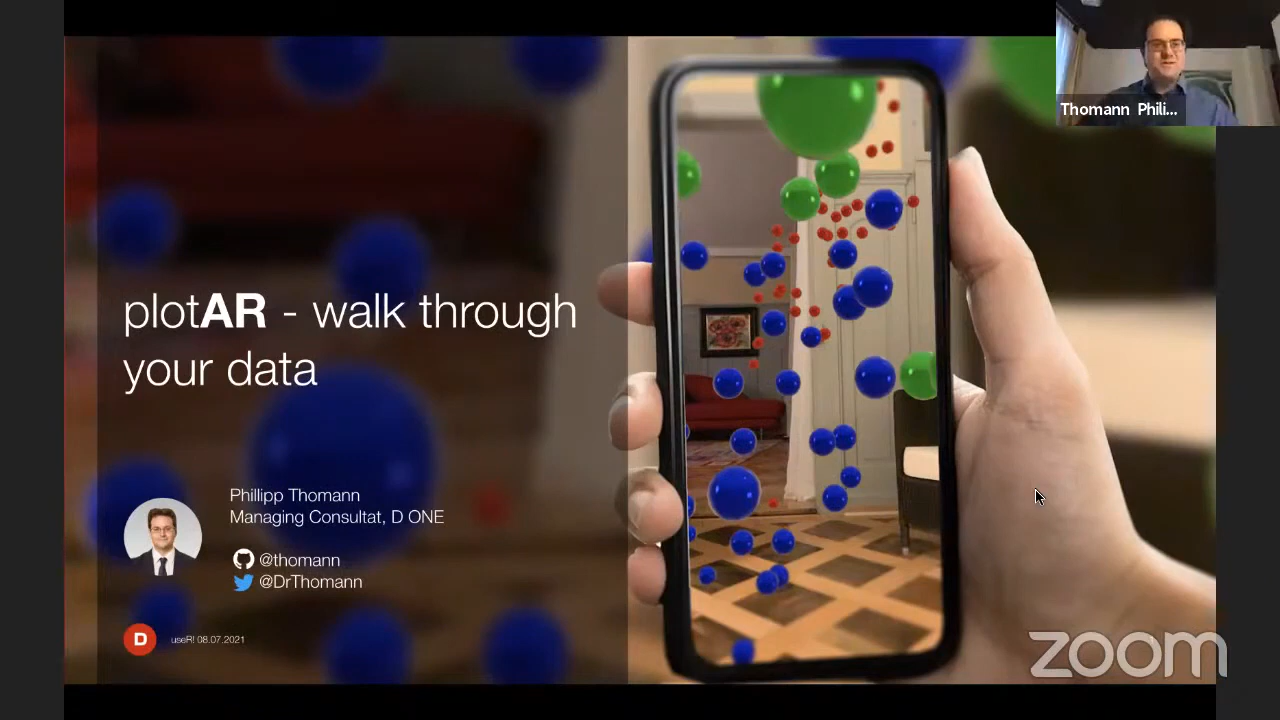 plotAR - walk through
your data
Phillipp Thomann
Managing Consultat, D ONE
@thomann
@DrThomann
D
useR! 08.07.2021
Thomann Phili...
zoom